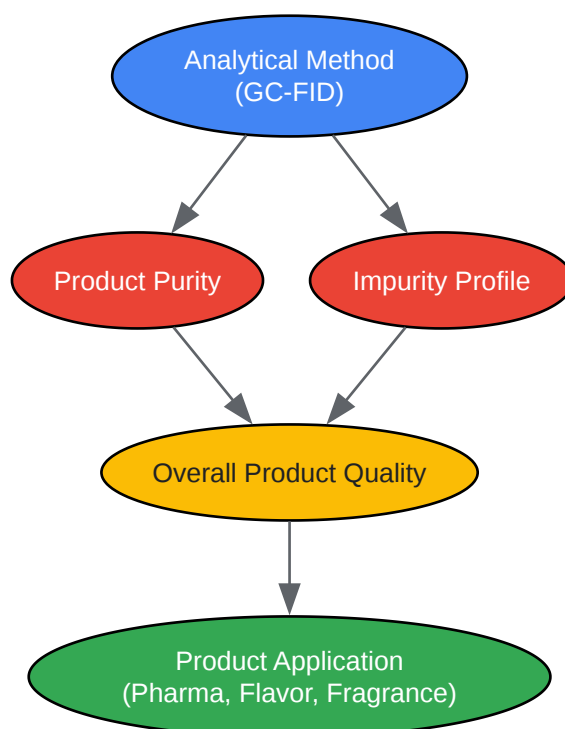 Analytical Method
(GC-FID)
Product Purity
Impurity Profile
Overall Product Quality
Product Application
(Pharma, Flavor, Fragrance)